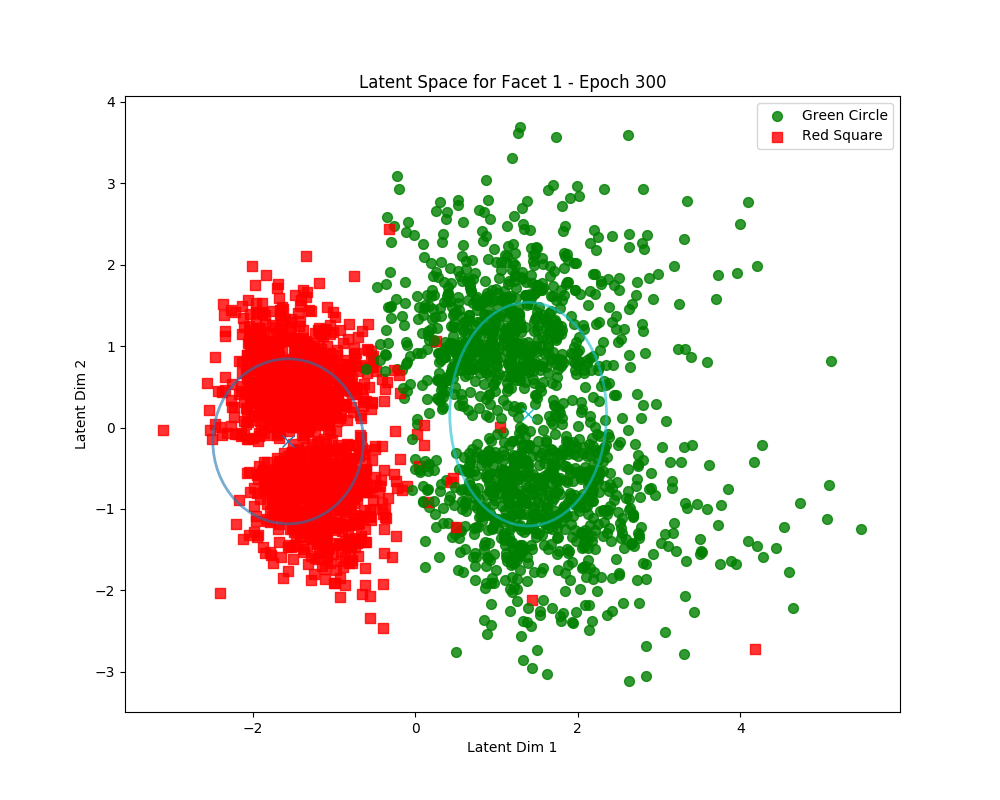 Latent Space for Facet 1 - Epoch 300
Green Circle
Red Square
4
3
2
1
0
−1
−2
−3
Latent Dim 2
−2
0
2
4
Latent Dim 1